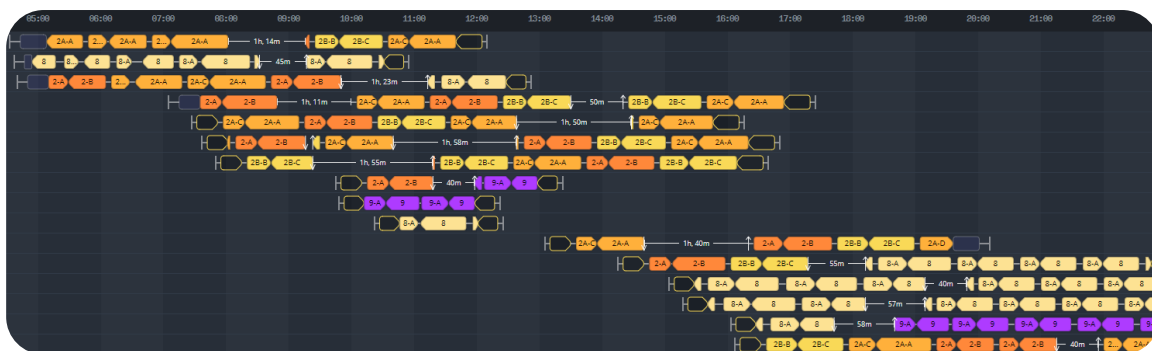 05:00 06:00 07:00 08:00 09:00 10:00 11:00 12:00 13:00 14:00 15:00 16:00 17:00 18:00 19:00 20:00 21:00 22:00
2A-A 2... 2A-A 2... 2A-A 1h, 14m 2B-B 2B-C 2A-C 2A-A
8 8... 8 8-A 8 8-A 8 45m 8-A 8
2-A 2-B 2... 2A-A 2A-C 2A-A 2-A 2-B 1h, 23m 8-A 8
2-A 2-B 1h, 11m 2A-C 2A-A 2-A 2-B 2B-B 2B-C 50m 2B-B 2B-C 2A-C 2A-A
2A-C 2A-A 2-A 2-B 2B-B 2B-C 2A-C 2A-A 1h, 50m 2A-C 2A-A
2-A 2-B 2A-C 2A-A 1h, 58m 2-A 2-B 2B-B 2B-C 2A-C 2A-A
2B-B 2B-C 1h, 55m 2B-B 2B-C 2A-C 2A-A 2-A 2-B 2B-B 2B-C
2-A 2-B 40m 9-A 9
9-A 9 9-A 9
8-A 8
2A-C 2A-A 1h, 40m 2-A 2-B 2B-B 2B-C 2A-D
2-A 2-B 2B-B 2B-C 55m 8-A 8 8-A 8 8-A 8 8-A 8
8-A 8 8-A 8 8-A 8 40m 8-A 8 8-A 8 8-A 8
8-A 8 8-A 8 57m 8-A 8 8-A 8 8-A 8 8-A
8-A 8 58m 9-A 9 9-A 9 9-A 9 9-A 9
2B-B 2B-C 2A-C 2A-A 2-A 2-B 2-A 2-B 40m 2... 2A-A